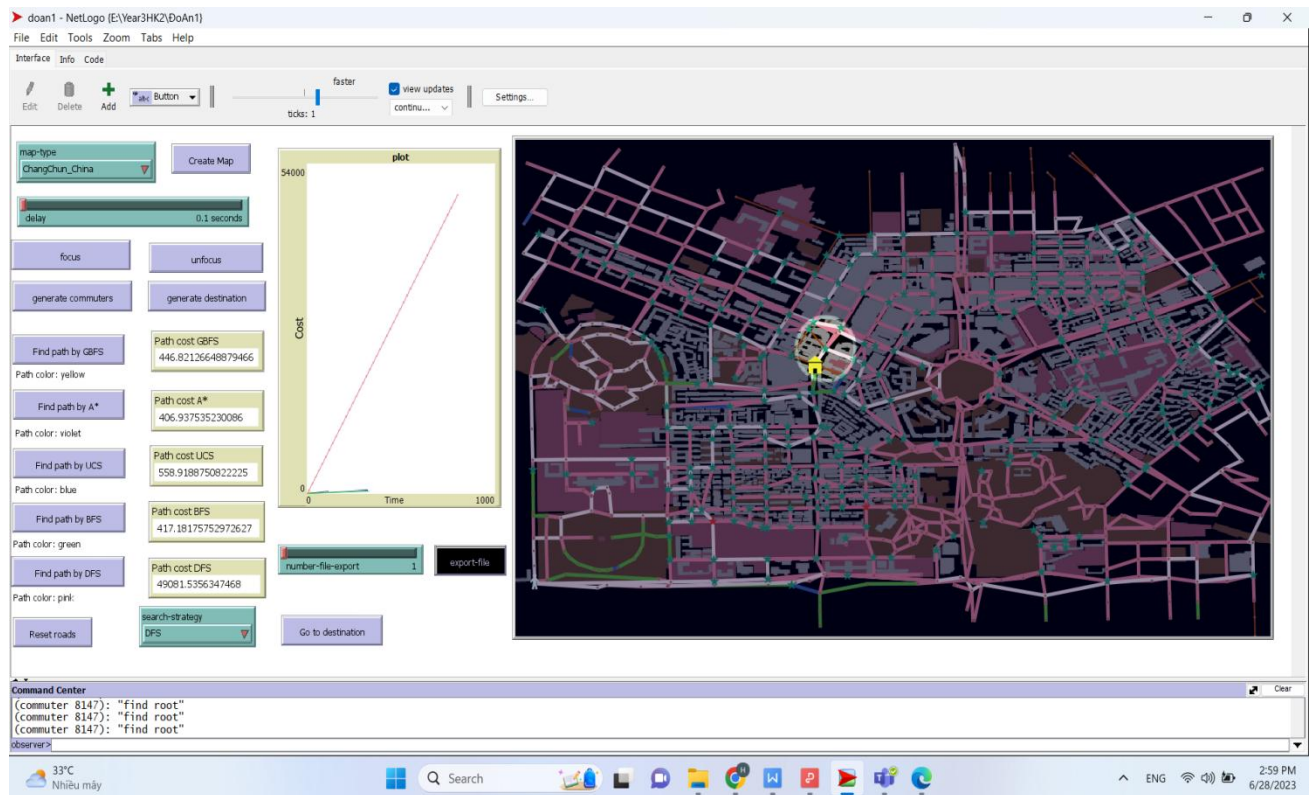 doan1 - NetLogo {E:\Year3HK2\ĐoÁn1}
File Edit Tools Zoom Tabs Help
Interface Info Code
Edit Delete Add
abc Button
faster
ticks: 1
view updates
continu...
Settings...
map-type
ChangChun_China
Create Map
delay 0.1 seconds
focus
unfocus
generate commuters
generate destination
Find path by GBFS
Path cost GBFS
446.82126648879466
Path color: yellow
Find path by A*
Path cost A*
406.937535230086
Path color: violet
Find path by UCS
Path cost UCS
558.9188750822225
Path color: blue
Find path by BFS
Path cost BFS
417.18175752972627
Path color: green
Find path by DFS
Path cost DFS
49081.5356347468
Path color: pink
Reset roads
search-strategy
DFS
Go to destination
plot
54000
Cost
0
0 Time 1000
number-file-export 1
export-file
Command Center
Clear
(commuter 8147): "find root"
(commuter 8147): "find root"
(commuter 8147): "find root"
observer>
33°C
Nhiều mây
Search
ENG
2:59 PM
6/28/2023